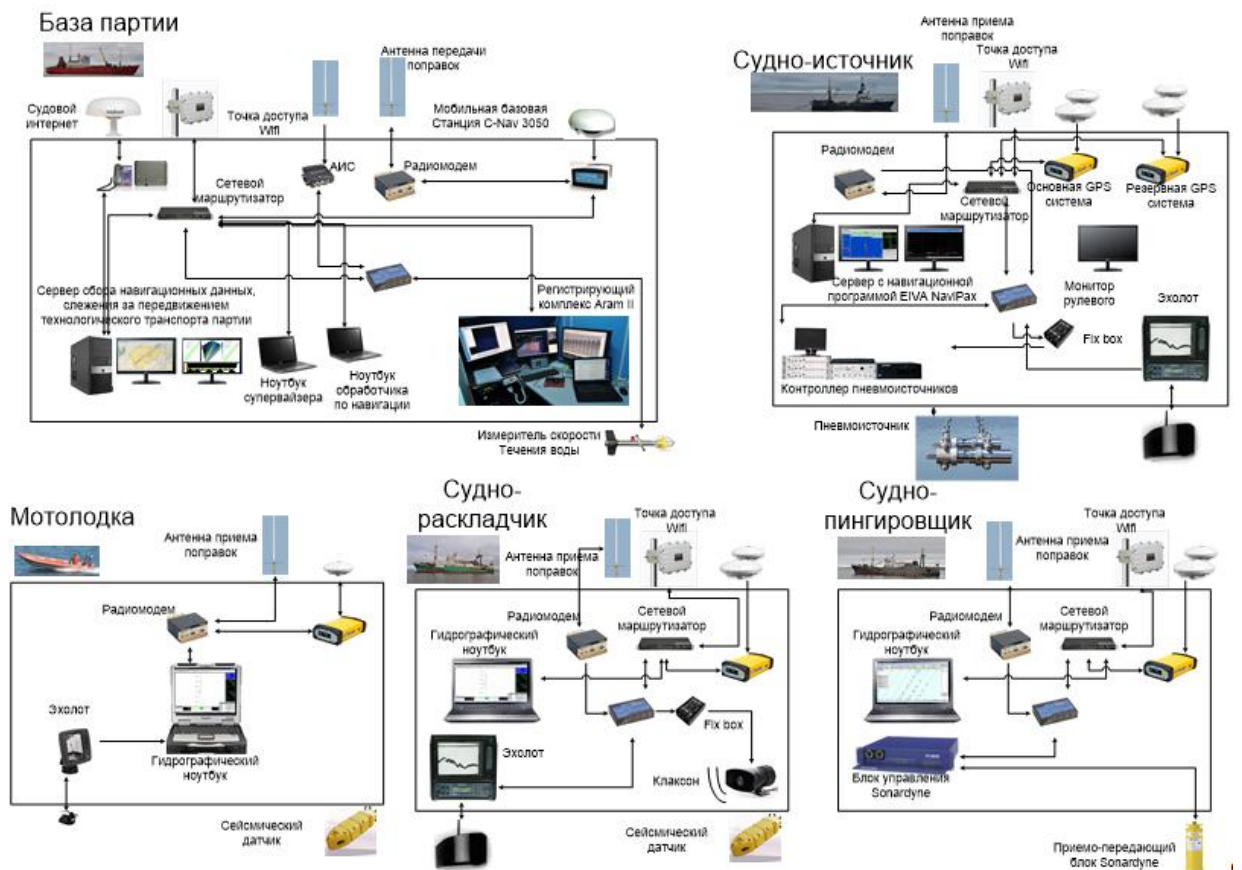 База партии
Судовой
интернет
Точка доступа
Wifi
Антенна передачи
поправок
Мобильная базовая
Станция C-Nav 3050
АИС
Радиомодем
Сетевой
маршрутизатор
Сервер сбора навигационных данных,
слежения за передвижением
технологического транспорта партии
Ноутбук
супервайзера
Ноутбук
обработчика
по навигации
Регистрирующий
комплекс Aram II
Измеритель скорости
Течения воды
Судно-источник
Антенна приема
поправок
Точка доступа
Wifi
Радиомодем
Сетевой
маршрутизатор
Основная GPS
система
Резервная GPS
система
Сервер с навигационной
программой EIVA NaviPax
Монитор
рулевого
Эхолот
Fix box
Контроллер пневмоисточников
Пневмоисточник
Мотолодка
Антенна приема
поправок
Радиомодем
Эхолот
Гидрографический
ноутбук
Сейсмический
датчик
Судно-
раскладчик
Точка доступа
Wifi
Антенна приема
поправок
Радиомодем
Сетевой
маршрутизатор
Гидрографический
ноутбук
Fix box
Эхолот
Клаксон
Сейсмический
датчик
Судно-
пингировщик
Точка доступа
Wifi
Антенна приема
поправок
Радиомодем
Сетевой
маршрутизатор
Гидрографический
ноутбук
Блок управления
Sonardyne
Приемо-передающий
блок Sonardyne